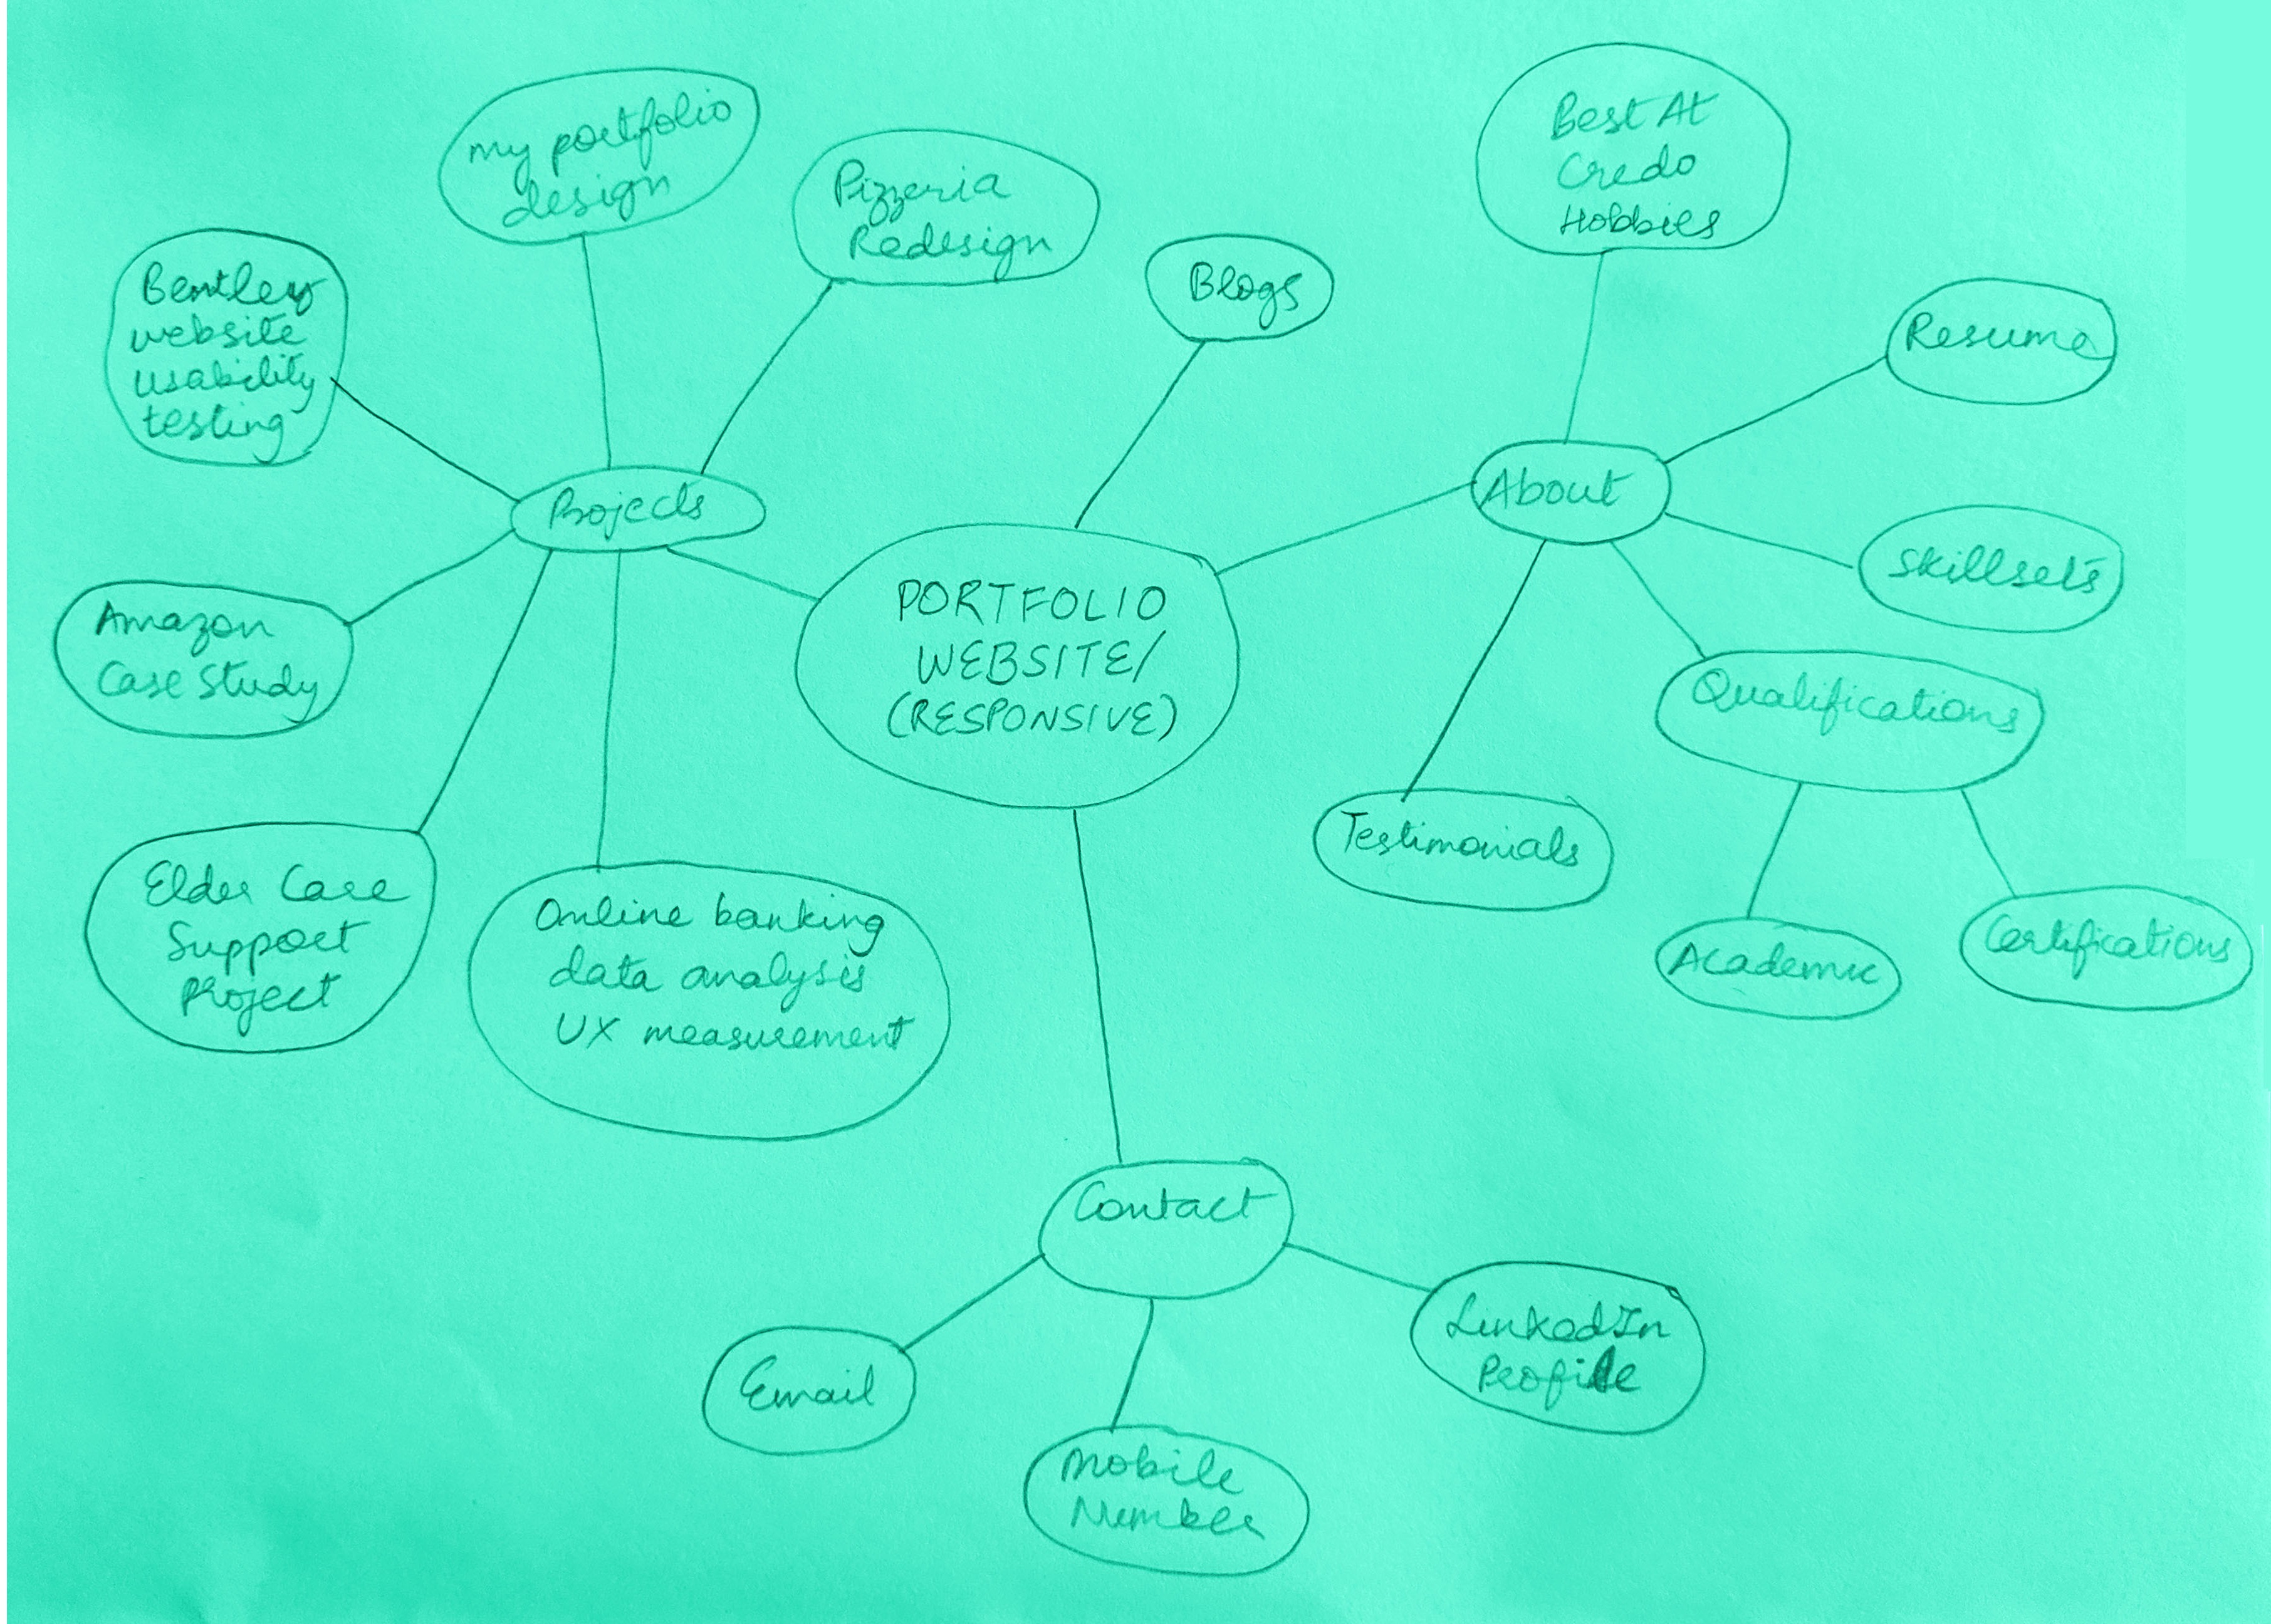 my portfolio
design
Pizzeria
Redesign
Bentley
website
usability
testing
Blogs
Best At
Credo
Hobbies
Resume
Projects
About
Skillsets
Amazon
Case Study
PORTFOLIO
WEBSITE/
(RESPONSIVE)
Qualifications
Testimonials
Elder Care
Support
Project
Online banking
data analysis
UX measurement
Academic
Certifications
Contact
Email
Mobile
Number
LinkedIn
Profile